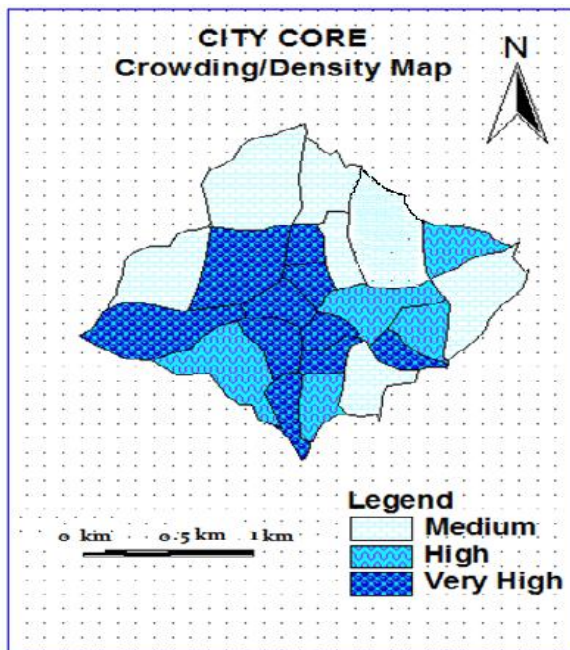 CITY CORE
Crowding/Density Map
N
0 km 0.5 km 1 km
Legend
Medium
High
Very High